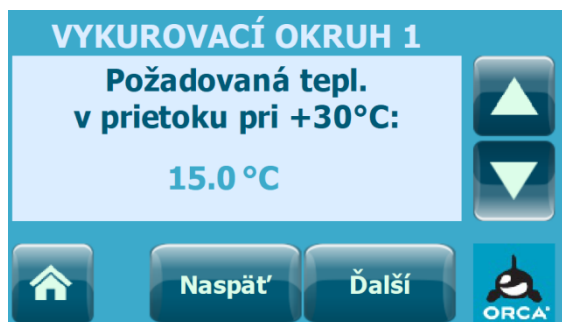 VYKUROVACÍ OKRUH 1
Požadovaná tepl.
v prietoku pri +30°C:
15.0 °C
Naspäť
Ďalší
ORCA